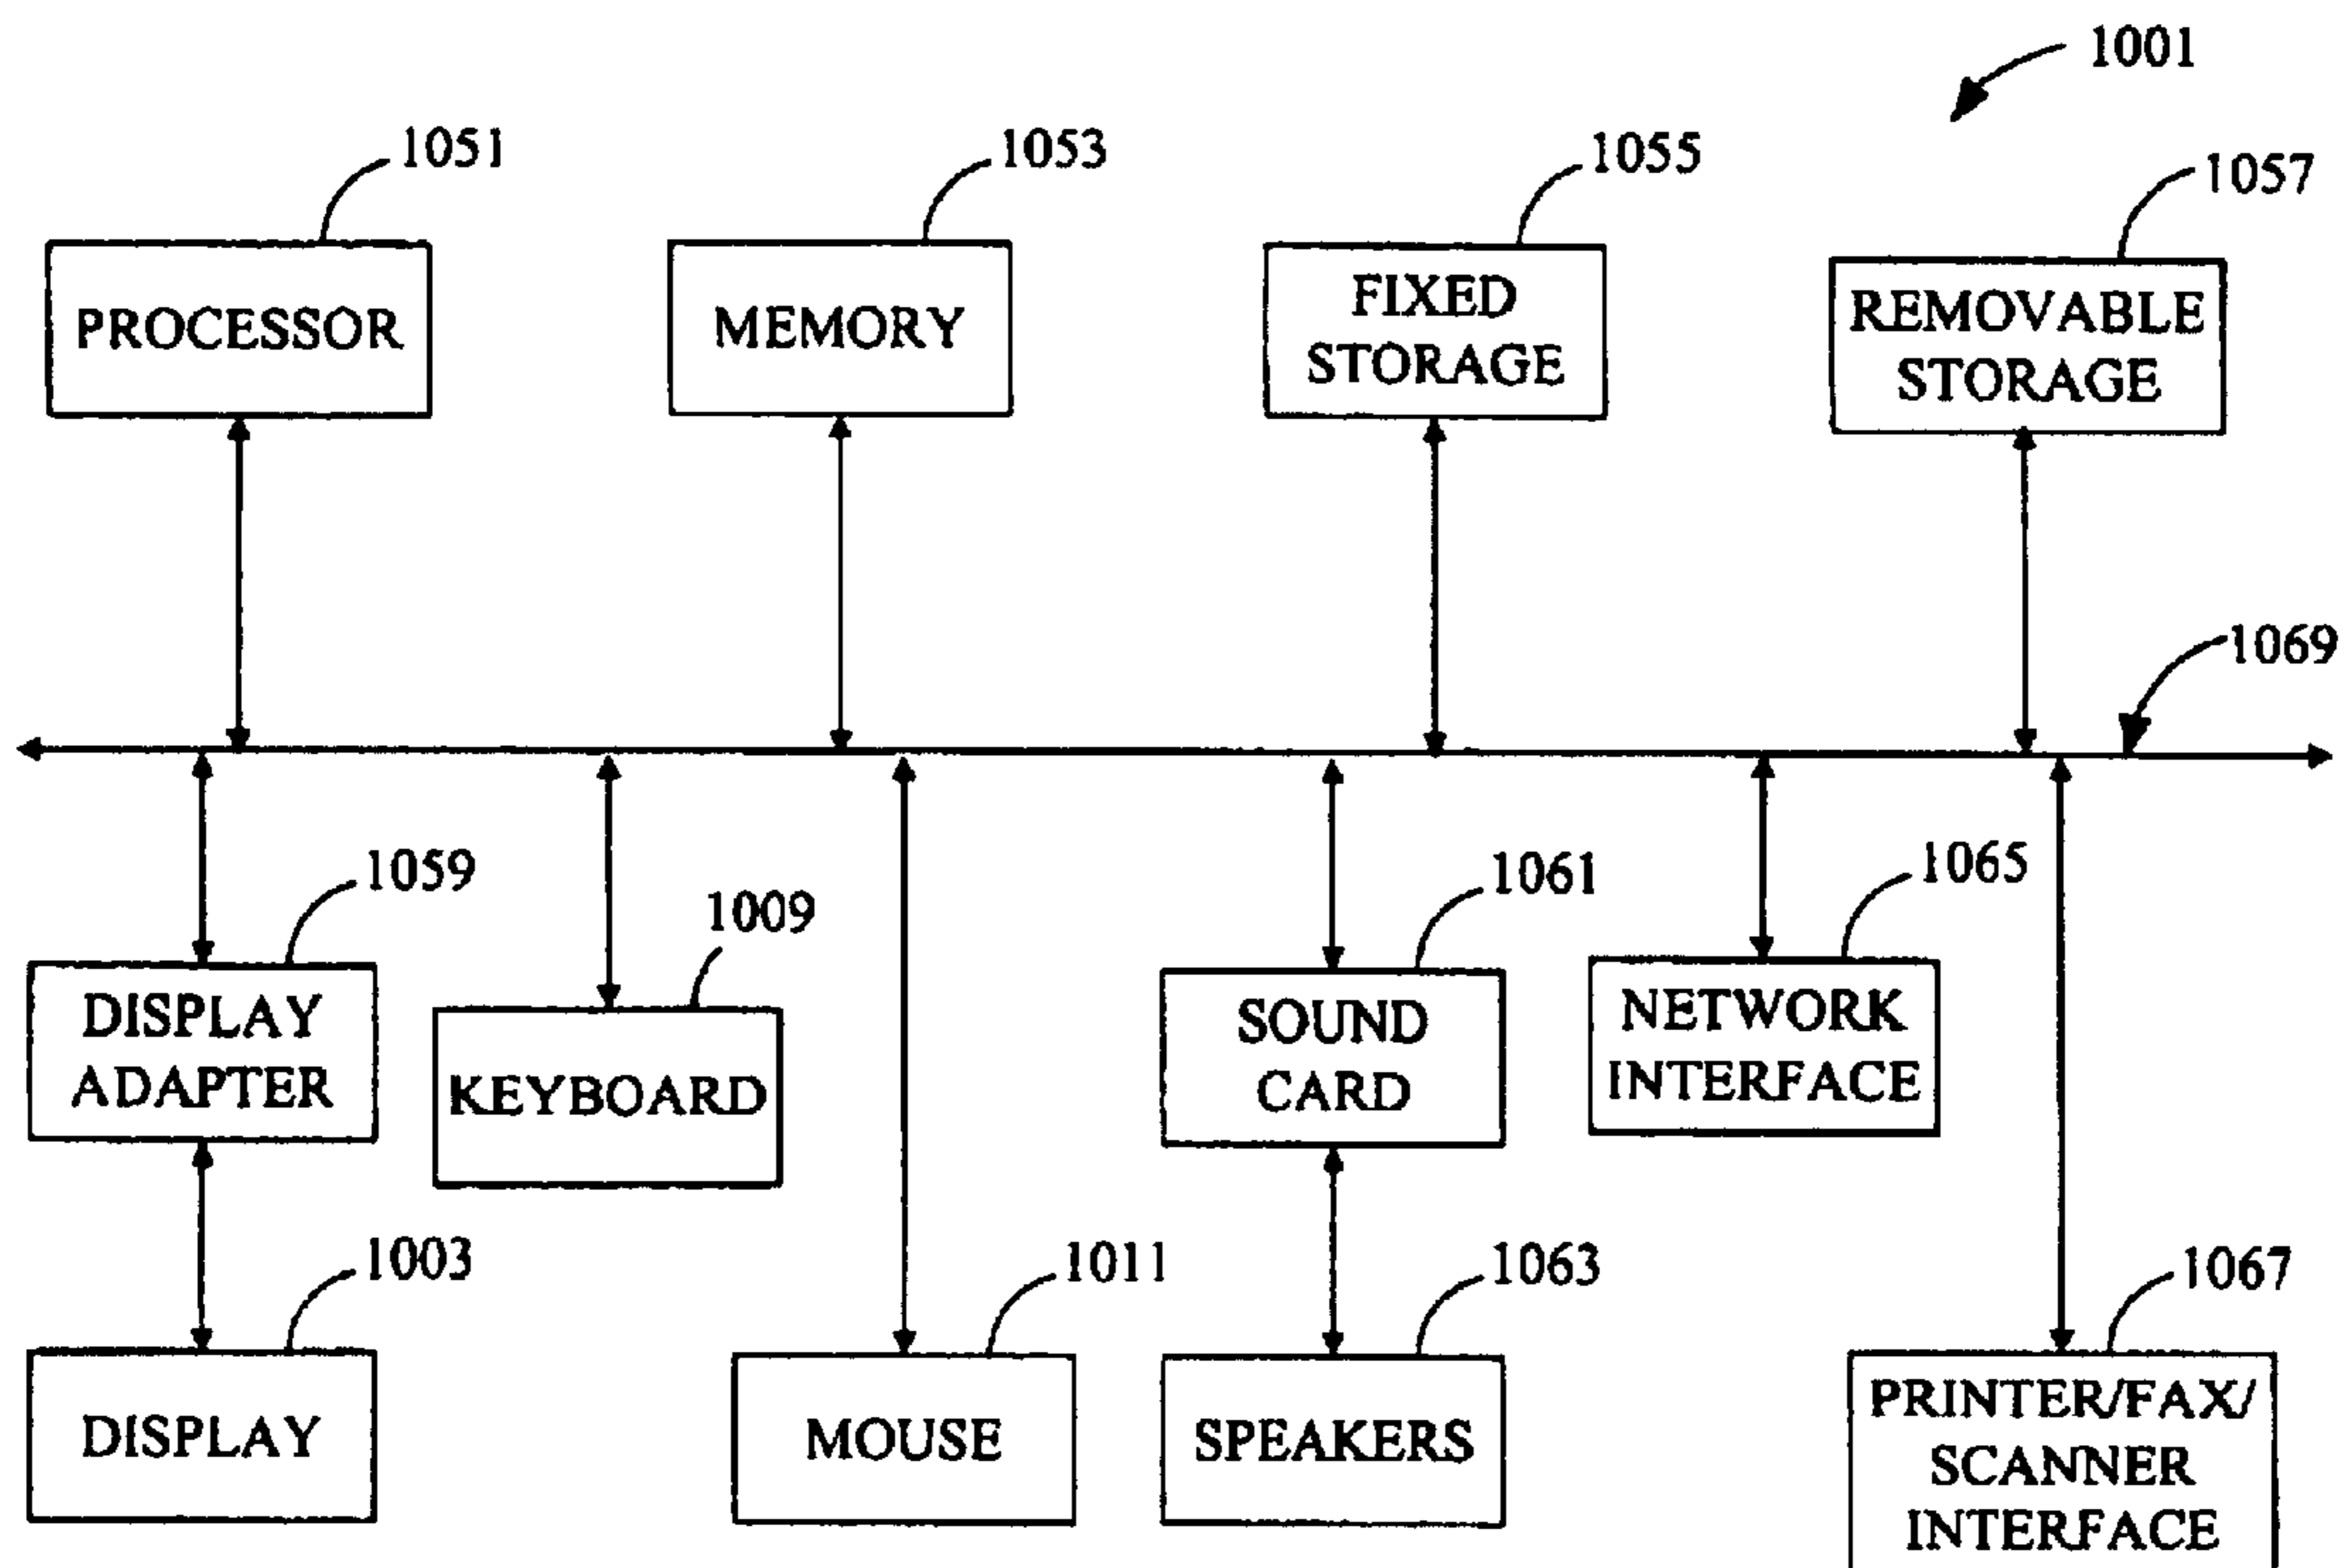 1001
1051
1053
1055
1057
PROCESSOR
MEMORY
FIXED
STORAGE
REMOVABLE
STORAGE
1069
1059
1009
1061
1065
DISPLAY
ADAPTER
KEYBOARD
SOUND
CARD
NETWORK
INTERFACE
1003
1011
1063
1067
DISPLAY
MOUSE
SPEAKERS
PRINTER/FAX/
SCANNER
INTERFACE